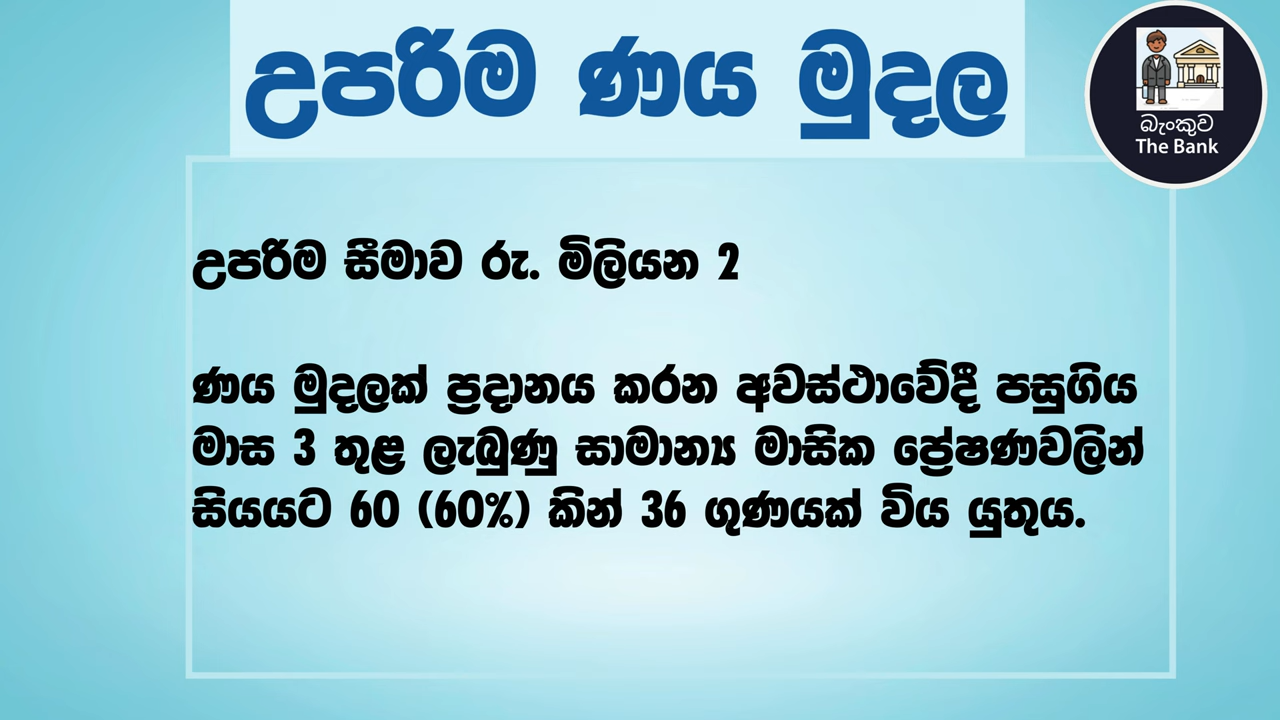 උපරිම ණය මුදල
බැංකුව
The Bank
උපරිම සීමාව රු. මිලියන 2
ණය මුදලක් ප්‍රදානය කරන අවස්ථාවේදී පසුගිය
මාස 3 තුළ ලැබුණු සාමාන්‍ය මාසික ප්‍රේෂණවලින්
සියයට 60 (60%) කින් 36 ගුණයක් විය යුතුය.